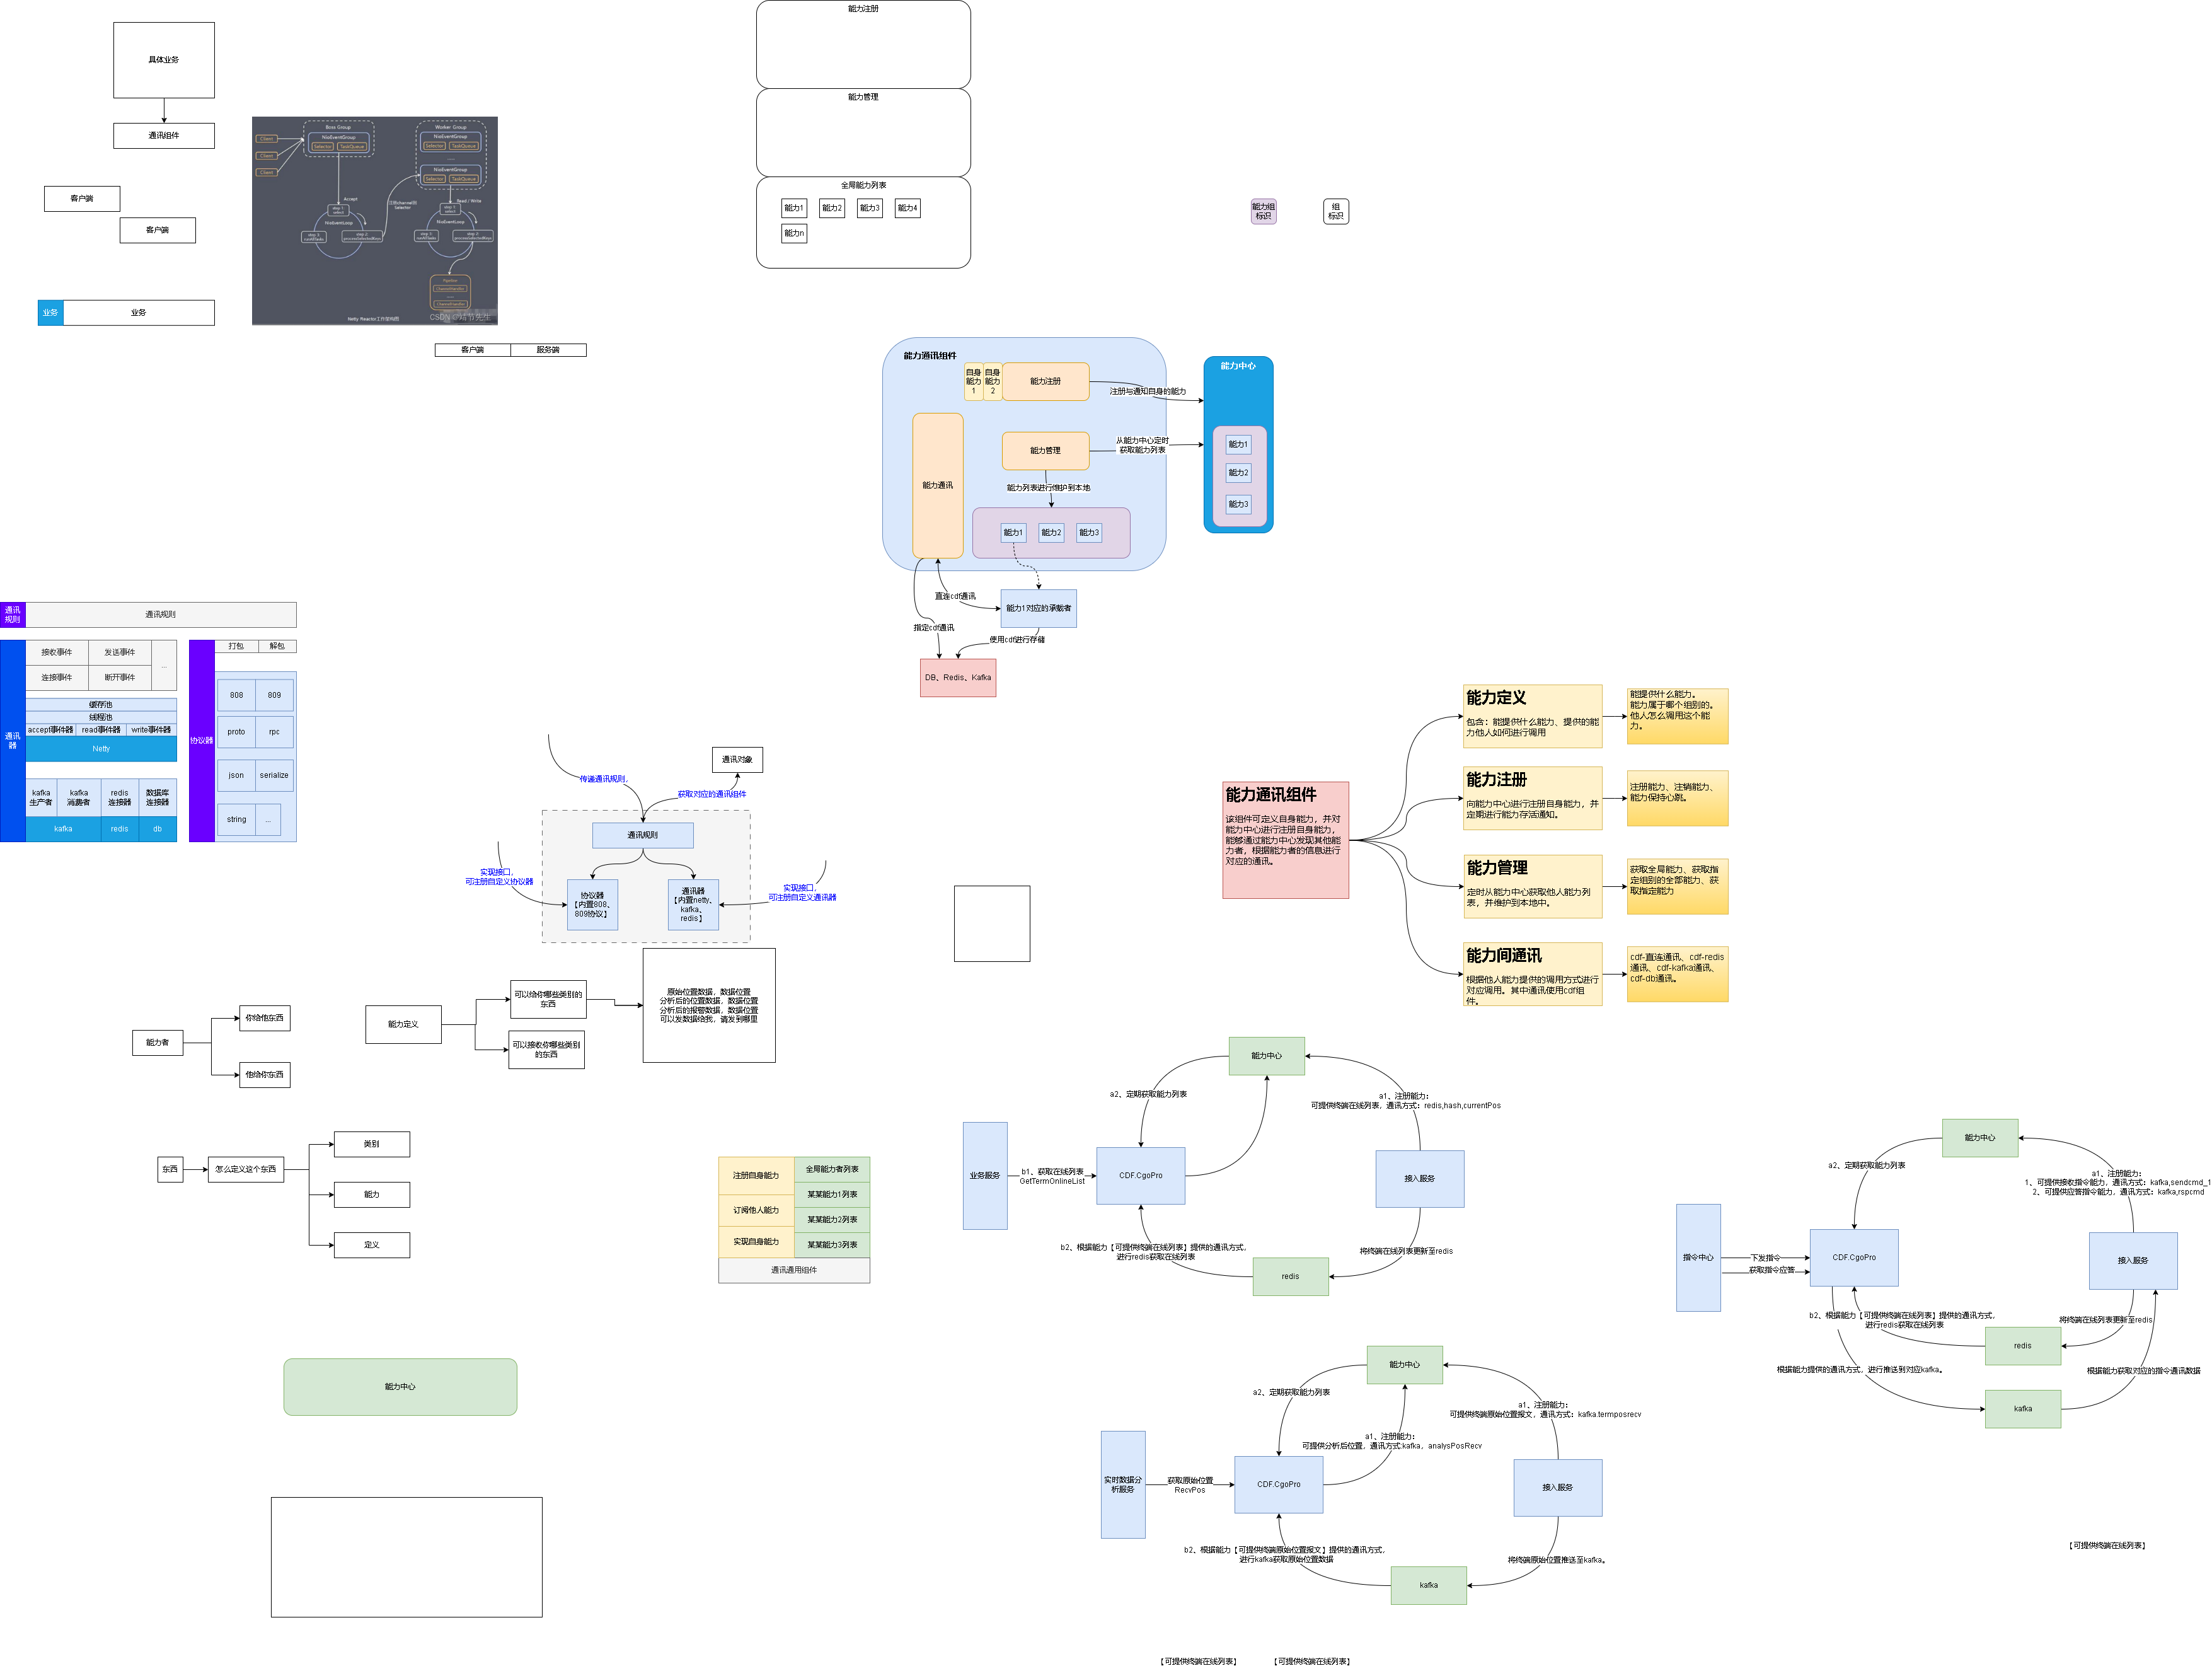 具体业务
通讯组件
客户端
客户端
业务
业务
Boss Group
NioEventGroup
Selector
TaskQueue
Client
Client
Client
Worker Group
NioEventGroup
Selector
TaskQueue
......
NioEventGroup
Selector
TaskQueue
Accept
注册channel到
Selector
Read / Write
step 1:
select
NioEventLoop
step 3:
runAllTasks
step 2:
processSelectedKeys
step 1:
select
NioEventLoop
step 3:
runAllTasks
step 2:
processSelectedKeys
Pipeline
ChannelHandler
......
ChannelHandler
Netty Reactor工作架构图
客户端
服务端
能力注册
能力管理
全局能力列表
能力1
能力2
能力3
能力4
能力n
能力组
标识
组
标识
能力通讯组件
自身
能力
1
自身
能力
2
能力注册
注册与通知自身的能力
能力中心
能力管理
从能力中心定时
获取能力列表
能力1
能力2
能力3
能力通讯
能力列表进行维护到本地
能力1
能力2
能力3
直连cdf通讯
能力1对应的承载者
指定cdf通讯
使用cdf进行存储
DB、Redis、Kafka
通讯
规则
通讯规则
通讯
器
接收事件
发送事件
...
连接事件
断开事件
缓存池
线程池
accept事件器
read事件器
write事件器
Netty
kafka
生产者
kafka
消费者
redis
连接器
数据库
连接器
kafka
redis
db
协议器
打包
解包
808
809
proto
rpc
json
serialize
string
...
传递通讯规则，
通讯对象
获取对应的通讯组件
通讯规则
实现接口，
可注册自定义协议器
协议器
【内置808、
809协议】
通讯器
【内置netty、
kafka、
redis】
实现接口，
可注册自定义通讯器
能力通讯组件
该组件可定义自身能力，并对
能力中心进行注册自身能力，
能够通过能力中心发现其他能
力者，根据能力者的信息进行
对应的通讯。
能力定义
包含：能提供什么能力、提供的能
力他人如何进行调用
能提供什么能力。
能力属于哪个组别的。
他人怎么调用这个能
力。
能力注册
向能力中心进行注册自身能力，并
定期进行能力存活通知。
注册能力、注销能力、
能力保持心跳。
能力管理
定时从能力中心获取他人能力列
表，并维护到本地中。
获取全局能力、获取指
定组别的全部能力、获
取指定能力
能力间通讯
根据他人能力提供的调用方式进行
对应调用。其中通讯使用cdf组
件。
cdf-直连通讯、cdf-redis
通讯、cdf-kafka通讯、
cdf-db通讯。
能力者
你给他东西
他给你东西
能力定义
可以给你哪些类别的
东西
可以接收你哪些类别
的东西
原始位置数据，数据位置
分析后的位置数据，数据位置
分析后的报警数据，数据位置
可以发数据给我，请发到哪里
东西
怎么定义这个东西
类别
能力
定义
注册自身能力
订阅他人能力
实现自身能力
全局能力者列表
某某能力1列表
某某能力2列表
某某能力3列表
通讯通用组件
能力中心
能力中心
a2、定期获取能力列表
a1、注册能力：
可提供终端在线列表，通讯方式：redis,hash,currentPos
业务服务
b1、获取在线列表
GetTermOnlineList
CDF.CgoPro
接入服务
b2、根据能力【可提供终端在线列表】提供的通讯方式，
进行redis获取在线列表
将终端在线列表更新至redis
redis
能力中心
a2、定期获取能力列表
a1、注册能力：
1、可提供接收指令能力，通讯方式：kafka,sendcmd_1
2、可提供应答指令能力，通讯方式：kafka,rspcmd
指令中心
下发指令
获取指令应答
CDF.CgoPro
接入服务
b2、根据能力【可提供终端在线列表】提供的通讯方式，
进行redis获取在线列表
将终端在线列表更新至redis
redis
根据能力提供的通讯方式，进行推送到对应kafka。
根据能力获取对应的指令通讯数据
kafka
能力中心
a2、定期获取能力列表
a1、注册能力：
可提供终端原始位置报文，通讯方式：kafka.termposrecv
a1、注册能力：
可提供分析后位置，通讯方式:kafka，analysPosRecv
实时数据分
析服务
获取原始位置
RecvPos
CDF.CgoPro
接入服务
b2、根据能力【可提供终端原始位置报文】提供的通讯方式，
进行kafka获取原始位置数据
将终端原始位置推送至kafka。
kafka
【可提供终端在线列表】
【可提供终端在线列表】
【可提供终端在线列表】